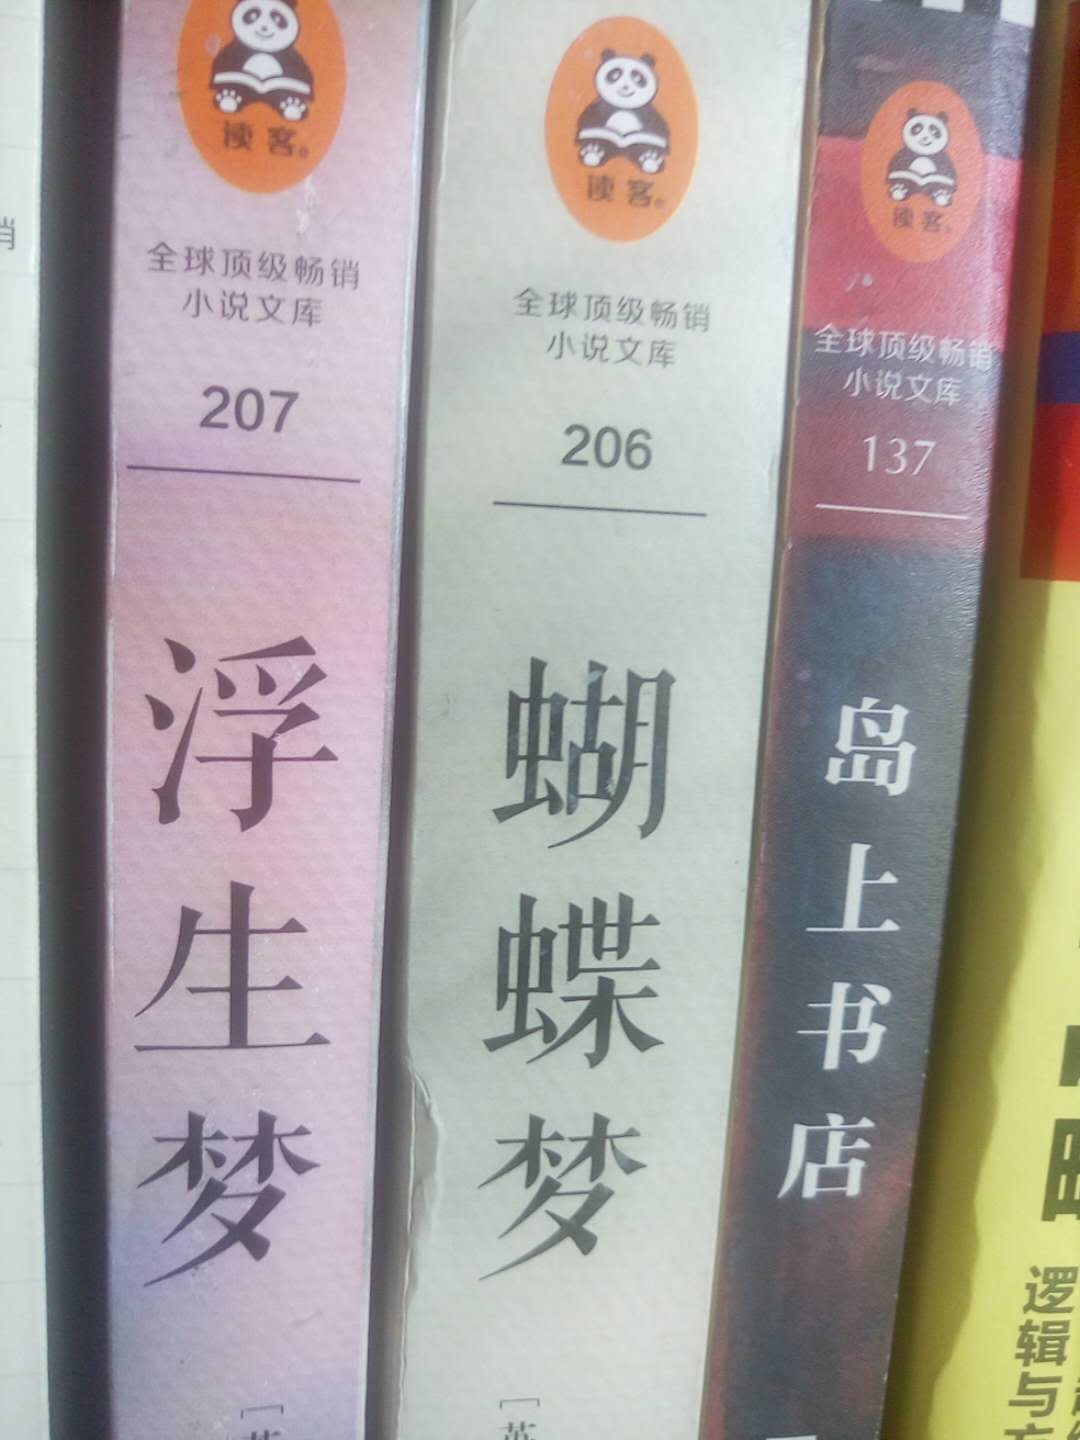 读客®
全球顶级畅销
小说文库
207
浮生梦
读客®
全球顶级畅销
小说文库
206
蝴蝶梦
[英
读客®
全球顶级畅销
小说文库
137
岛上书店
逻辑与